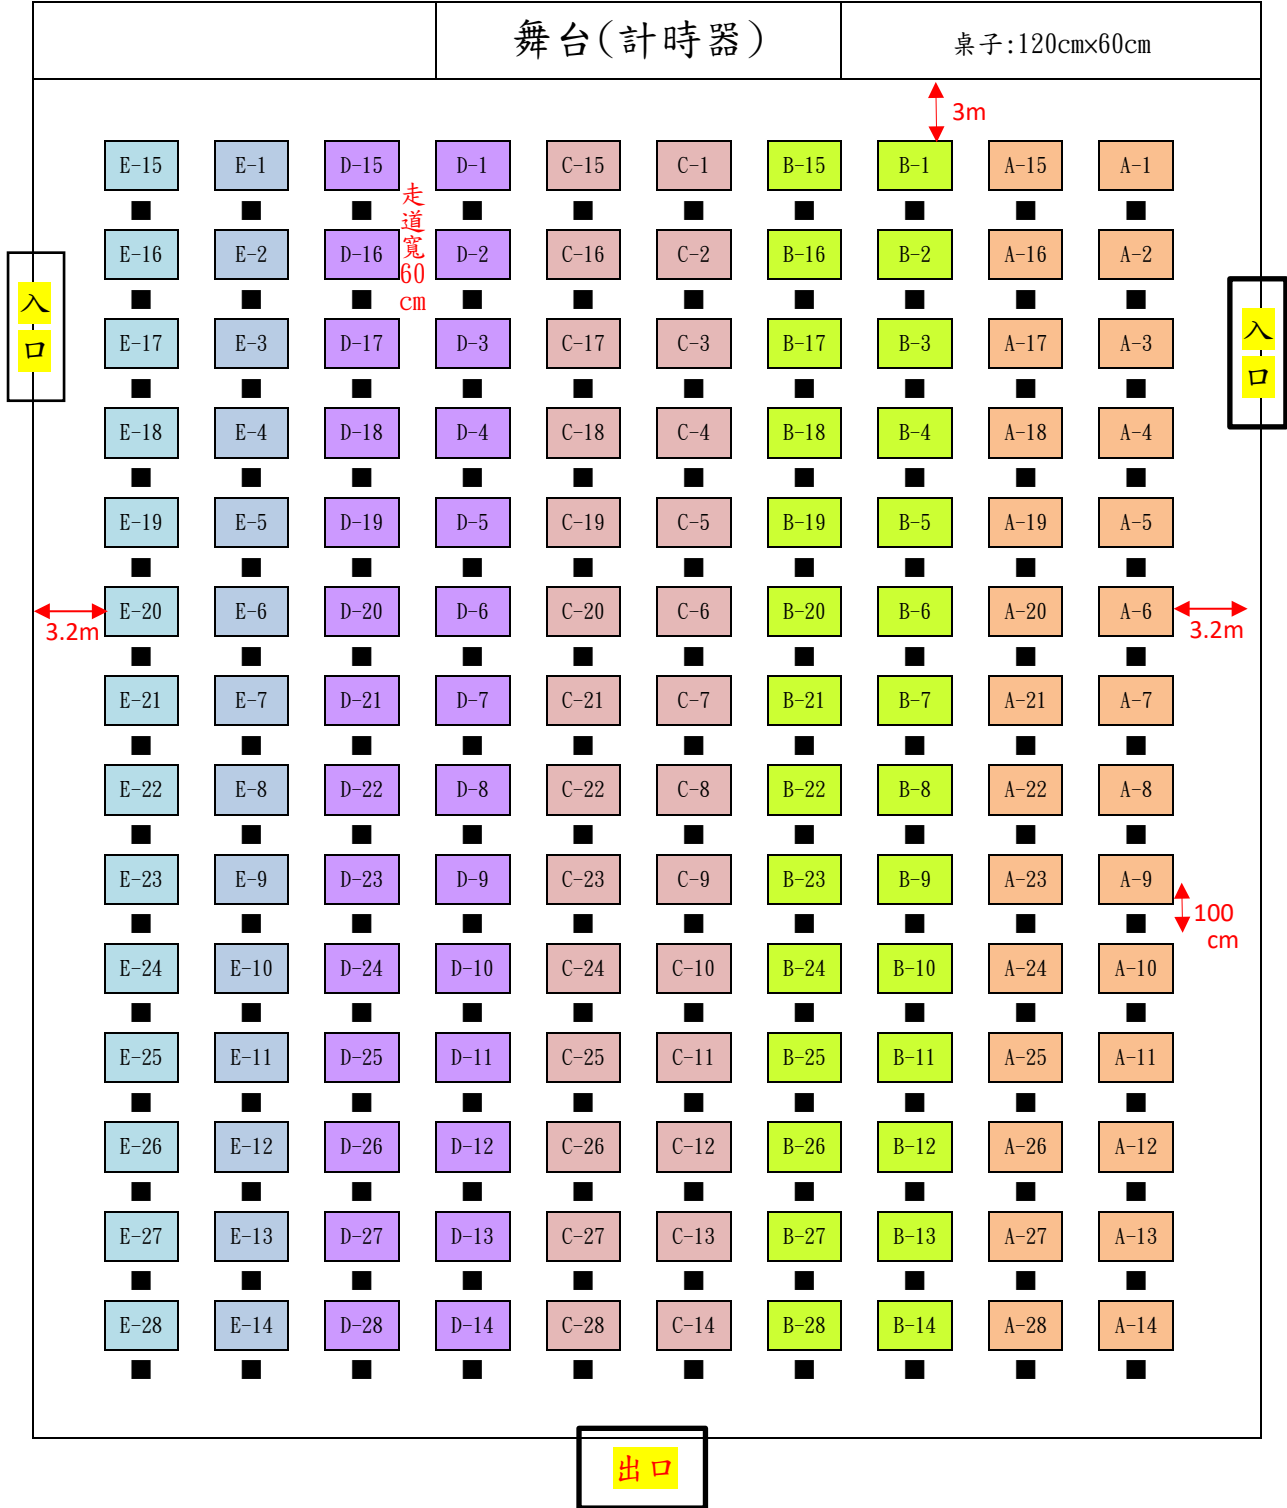 舞台(計時器)
桌子:120cm×60cm
3m
E-15 E-1 D-15 D-1 C-15 C-1 B-15 B-1 A-15 A-1
走道寬60cm
E-16 E-2 D-16 D-2 C-16 C-2 B-16 B-2 A-16 A-2
入口
入口
E-17 E-3 D-17 D-3 C-17 C-3 B-17 B-3 A-17 A-3
E-18 E-4 D-18 D-4 C-18 C-4 B-18 B-4 A-18 A-4
E-19 E-5 D-19 D-5 C-19 C-5 B-19 B-5 A-19 A-5
E-20 E-6 D-20 D-6 C-20 C-6 B-20 B-6 A-20 A-6
3.2m
3.2m
E-21 E-7 D-21 D-7 C-21 C-7 B-21 B-7 A-21 A-7
E-22 E-8 D-22 D-8 C-22 C-8 B-22 B-8 A-22 A-8
E-23 E-9 D-23 D-9 C-23 C-9 B-23 B-9 A-23 A-9
100
cm
E-24 E-10 D-24 D-10 C-24 C-10 B-24 B-10 A-24 A-10
E-25 E-11 D-25 D-11 C-25 C-11 B-25 B-11 A-25 A-11
E-26 E-12 D-26 D-12 C-26 C-12 B-26 B-12 A-26 A-12
E-27 E-13 D-27 D-13 C-27 C-13 B-27 B-13 A-27 A-13
E-28 E-14 D-28 D-14 C-28 C-14 B-28 B-14 A-28 A-14
出口